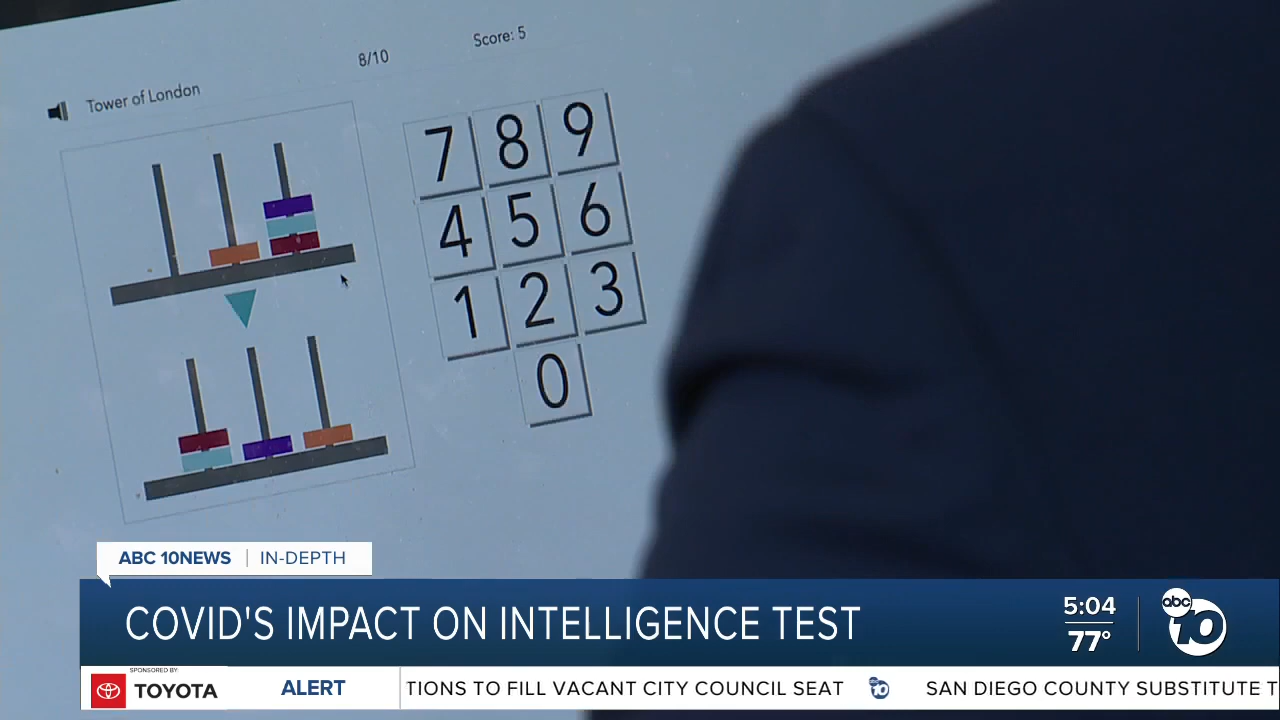 Score: 5
8/10
Tower of London
7 8 9
4 5 6
1 2 3
0
ABC 10NEWS | IN-DEPTH
COVID'S IMPACT ON INTELLIGENCE TEST
5:04
77°
abc 10
SPONSORED BY:
TOYOTA
ALERT
TIONS TO FILL VACANT CITY COUNCIL SEAT 10 SAN DIEGO COUNTY SUBSTITUTE T